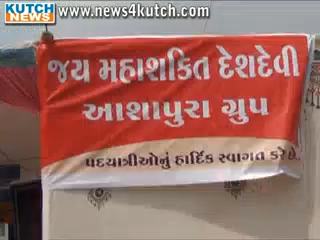 KUTCH NEWS www.news4kutch.com
જય મહાશકિત દેશદેવી
આશાપુરા ગ્રુપ
પદયાત્રીઓનું હાર્દિક સ્વાગત કરે છે.